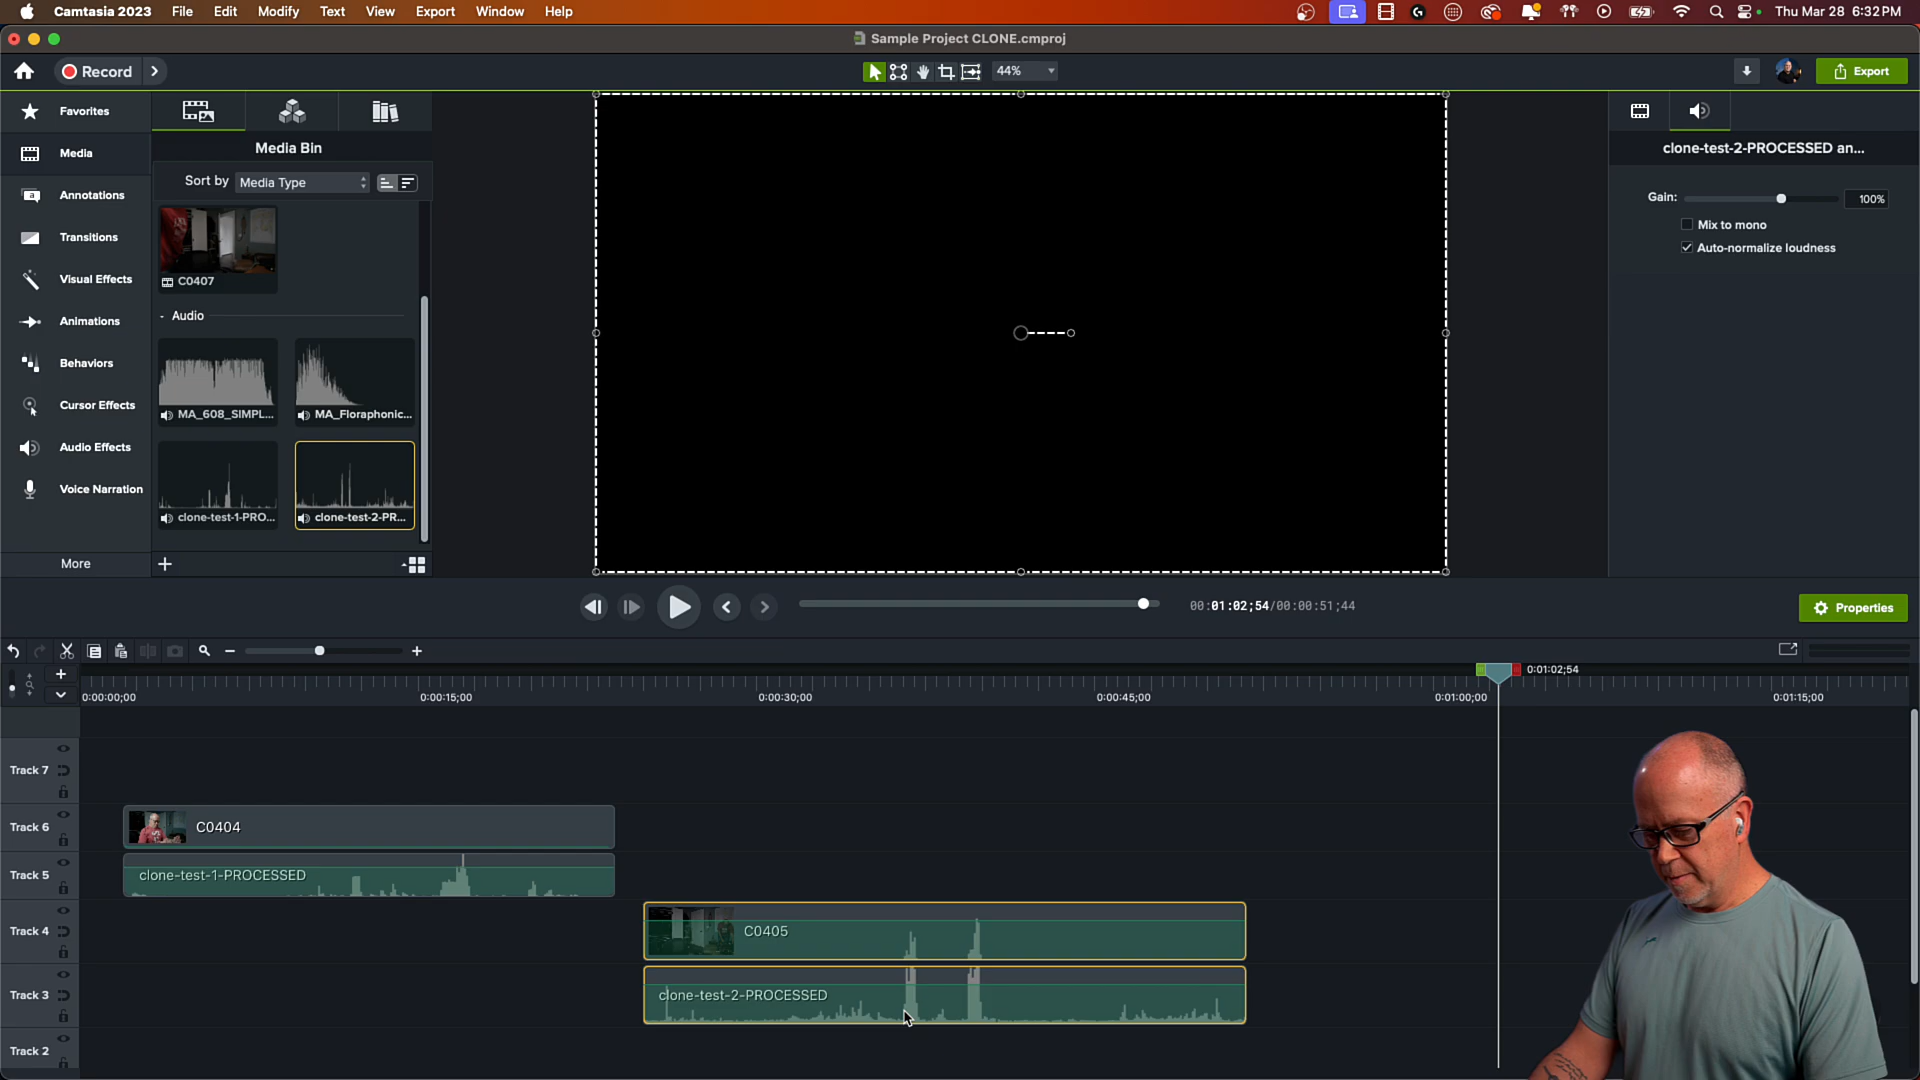 Camtasia 2023 File Edit Modify Text View Export Window Help Thu Mar 28 6:32 PM
Sample Project CLONE.cmproj
Record 44% Export
Favorites
Media
Annotations
Transitions
Visual Effects
Animations
Behaviors
Cursor Effects
Audio Effects
Voice Narration
More
Media Bin
Sort by Media Type
C0407
- Audio
MA_608_SIMPL... MA_Floraphonic...
clone-test-1-PRO... clone-test-2-PR...
clone-test-2-PROCESSED an...
Gain: 100%
Mix to mono
Auto-normalize loudness
00:01:02;54/00:00:51;44
Properties
0:01:02;54
0:00:00;00 0:00:15;00 0:00:30;00 0:00:45;00 0:01:00;00 0:01:15;00
Track 7
Track 6 C0404
Track 5 clone-test-1-PROCESSED
Track 4 C0405
Track 3 clone-test-2-PROCESSED
Track 2